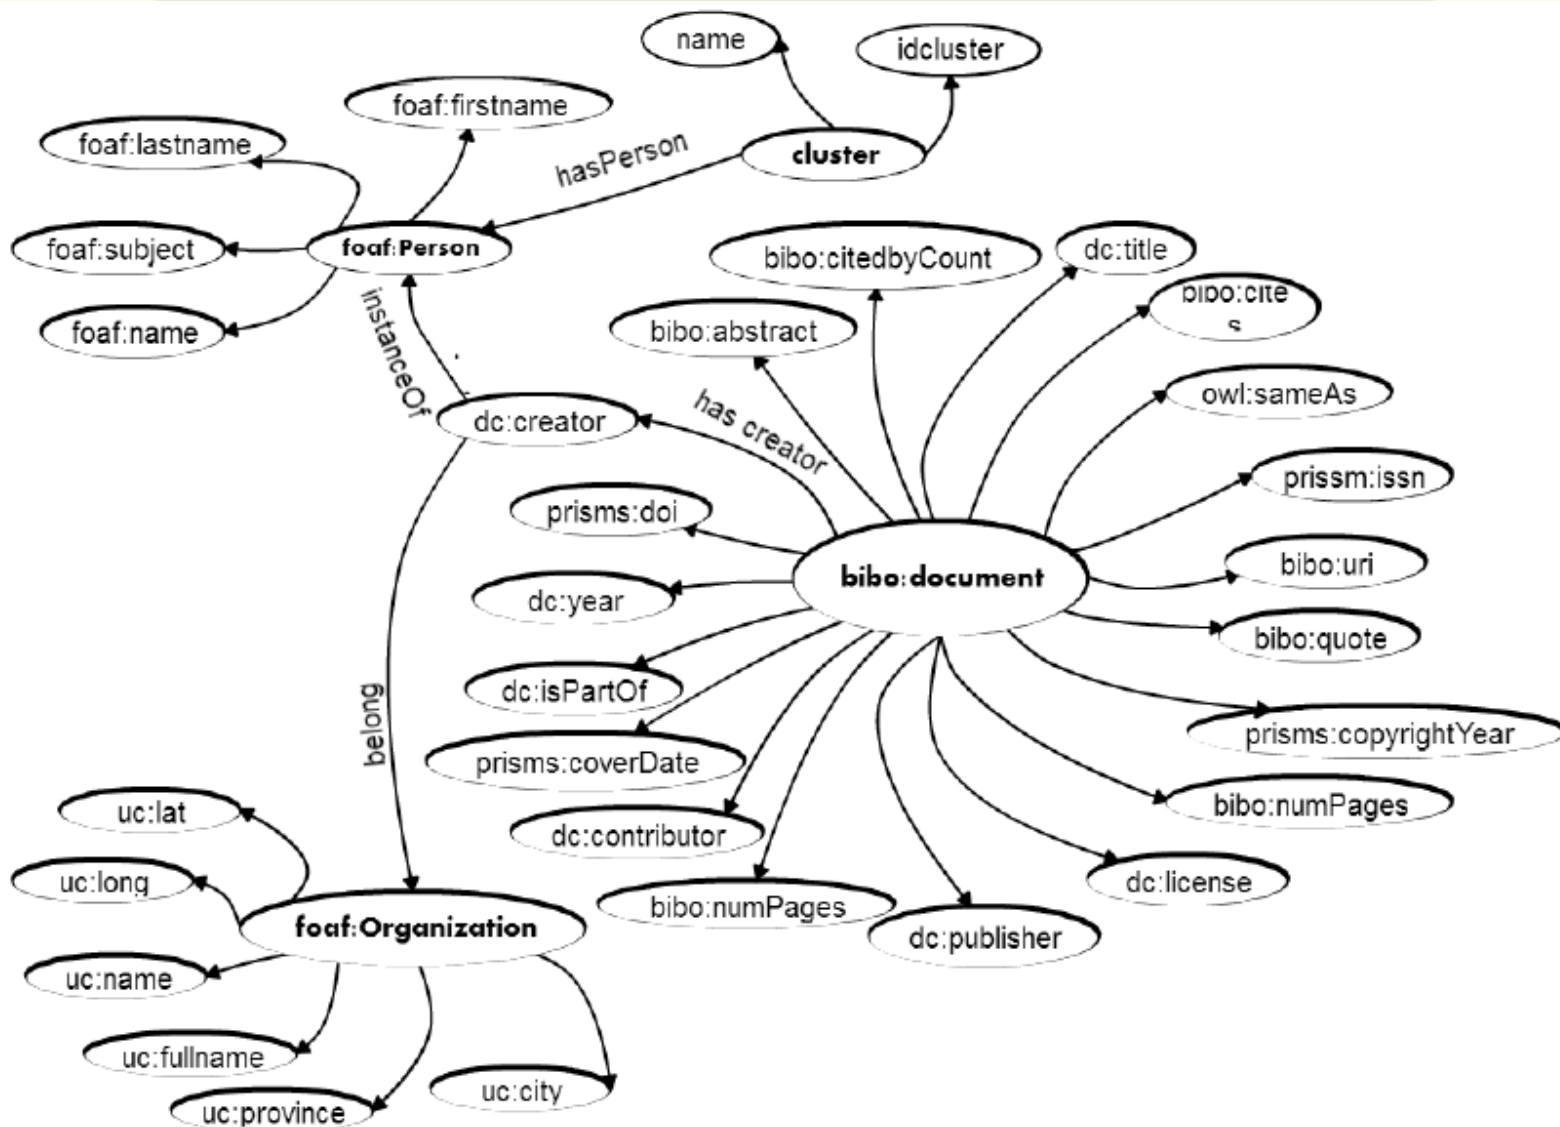 name
idcluster
foaf:firstname
foaf:lastname
hasPerson
cluster
foaf:subject
foaf:Person
foaf:name
instanceOf
bibo:citedbyCount
dc:title
bibo:cite
s
bibo:abstract
owl:sameAs
has creator
dc:creator
prissm:issn
prisms:doi
bibo:uri
bibo:document
dc:year
bibo:quote
dc:isPartOf
belong
prisms:copyrightYear
prisms:coverDate
bibo:numPages
uc:lat
dc:contributor
uc:long
dc:license
bibo:numPages
foaf:Organization
dc:publisher
uc:name
uc:fullname
uc:city
uc:province